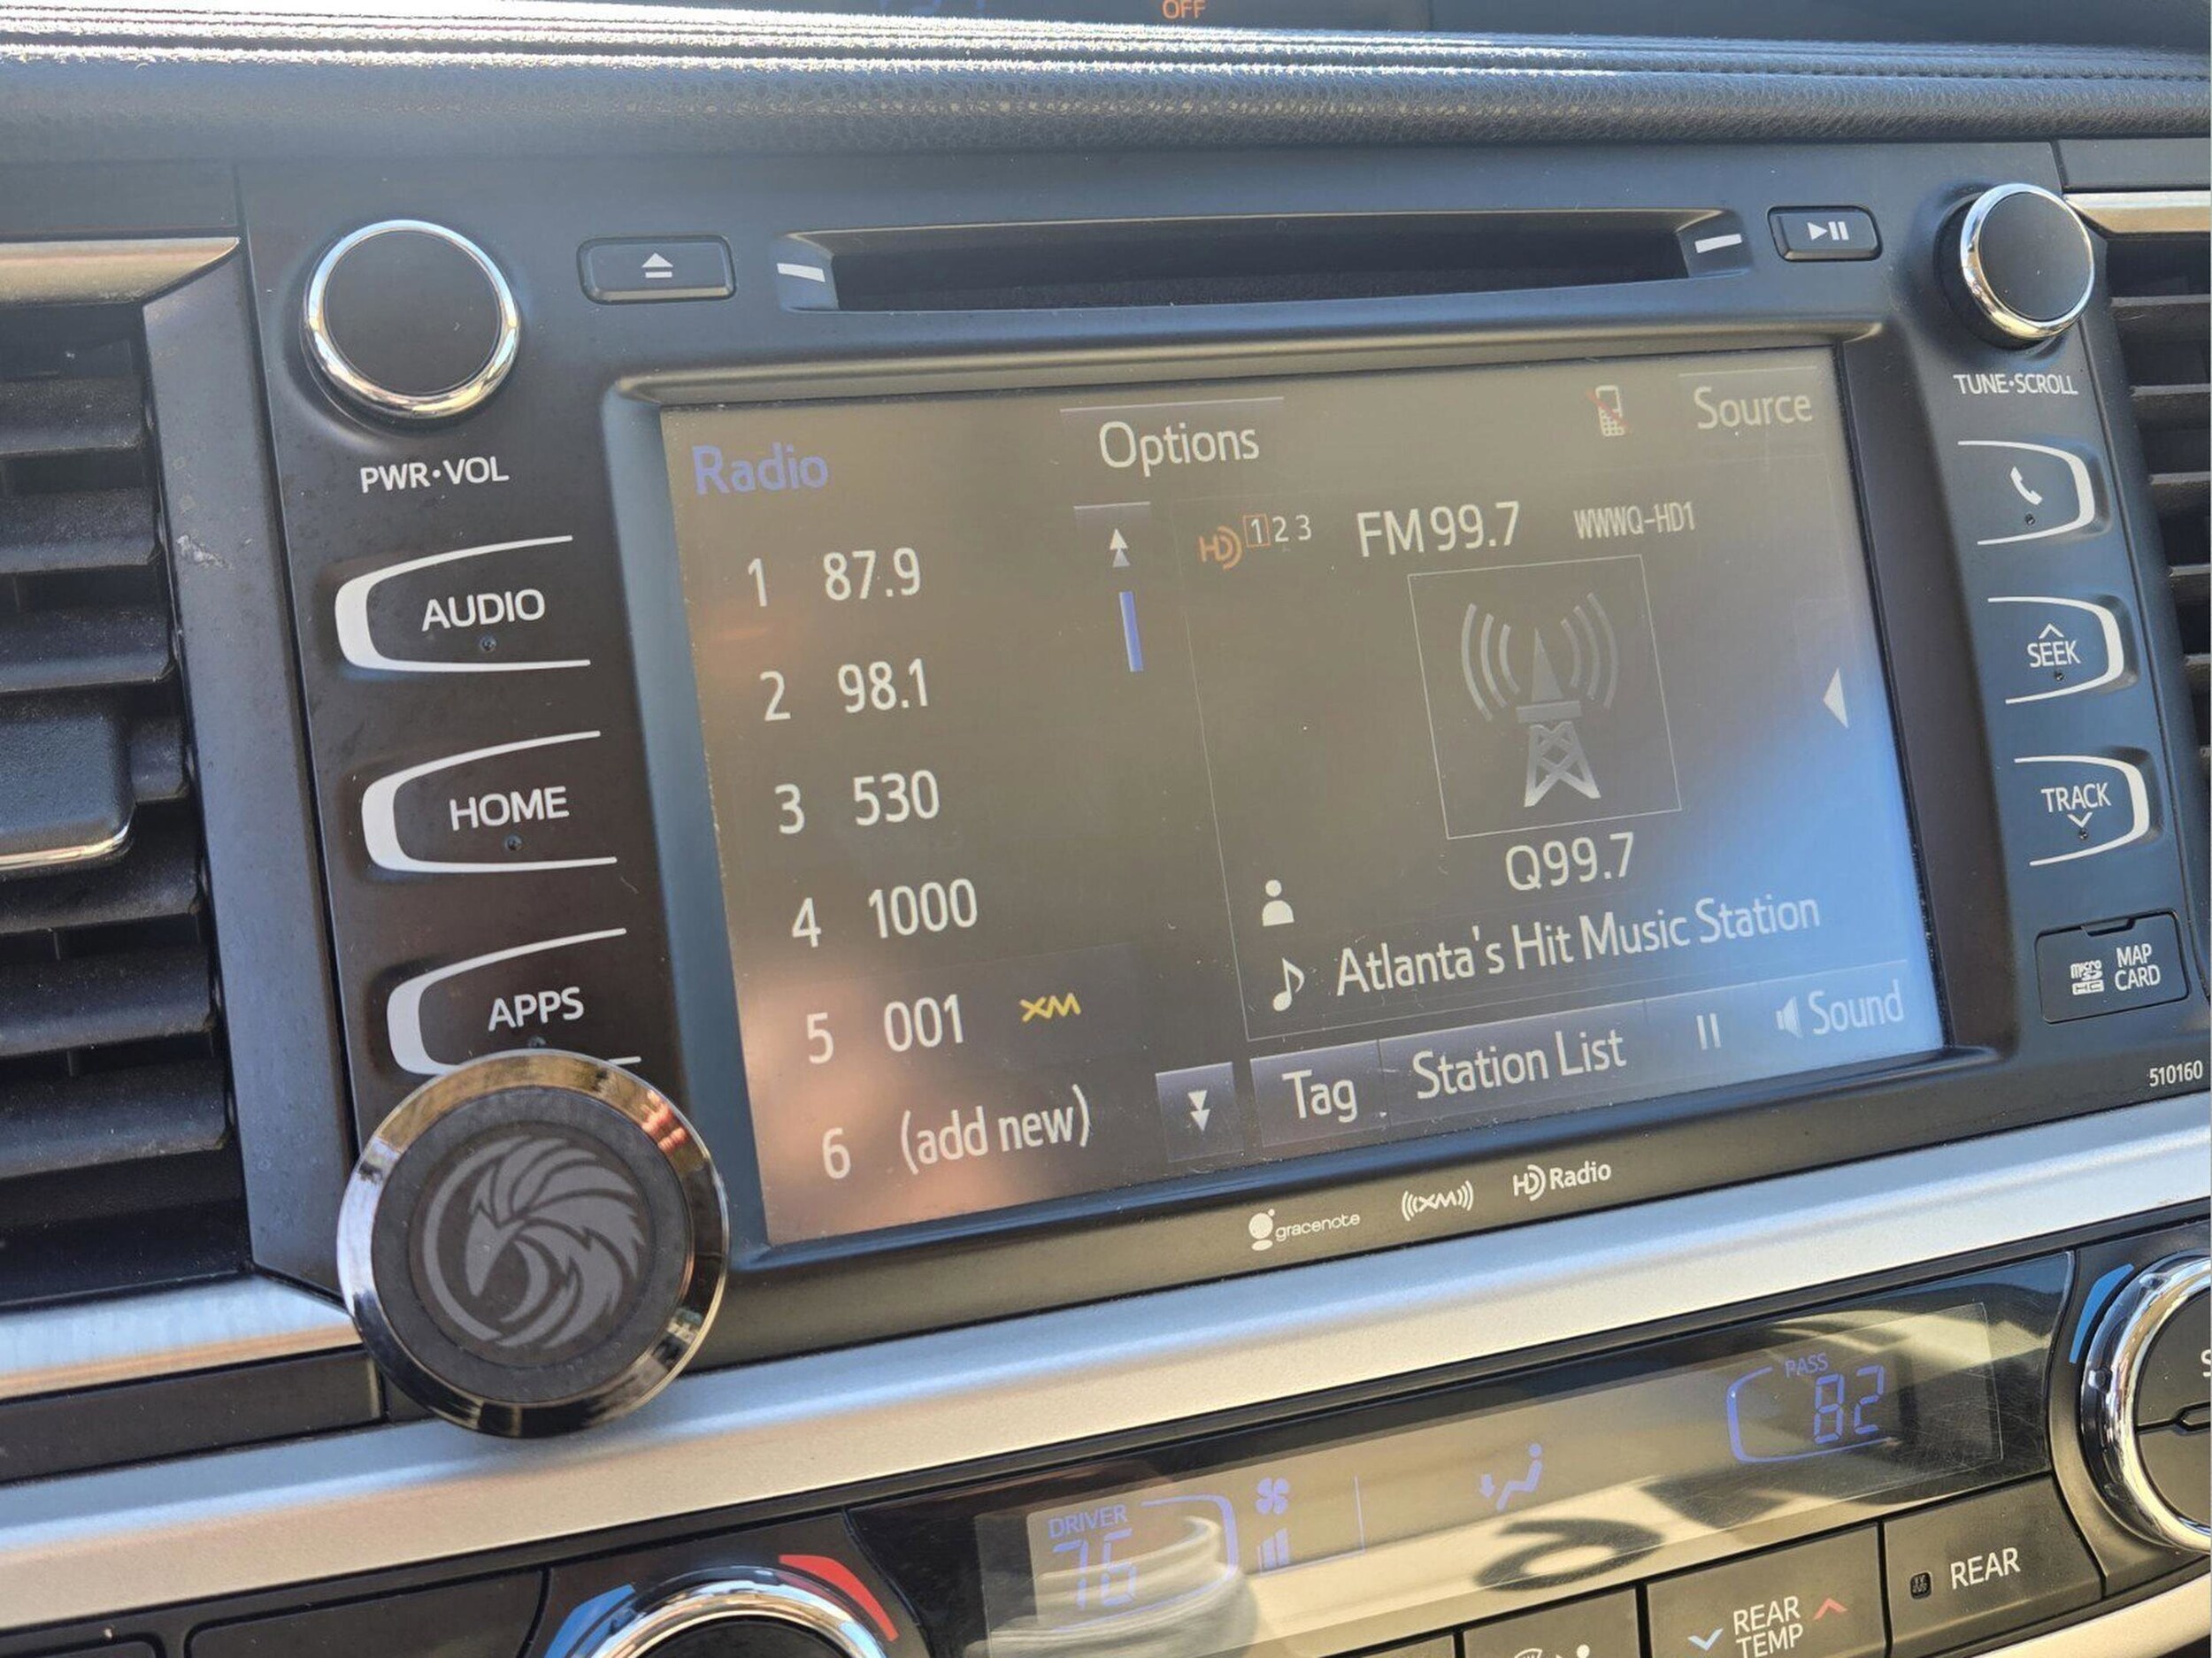 OFF
PWR•VOL
TUNE•SCROLL
AUDIO
HOME
APPS
Radio
Options
Source
1 87.9
2 98.1
3 530
4 1000
5 001 XM
6 (add new)
HD 1 2 3
FM 99.7
WWWQ-HD1
Q99.7
Atlanta's Hit Music Station
Tag
Station List
Sound
SEEK
TRACK
micro SD HC
MAP
CARD
510160
gracenote
((XM))
HD Radio
PASS
82
DRIVER
76
REAR
TEMP
REAR